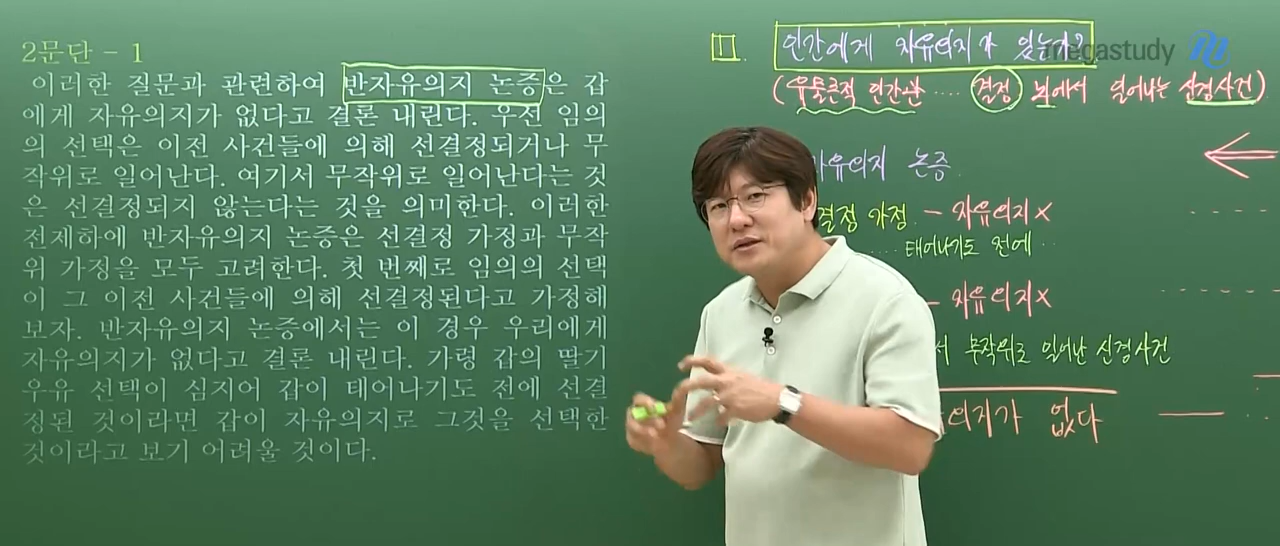 2문단 - 1
이러한 질문과 관련하여 반자유의지 논증은 갑
에게 자유의지가 없다고 결론 내린다. 우선 임의
의 선택은 이전 사건들에 의해 선결정되거나 무
작위로 일어난다. 여기서 무작위로 일어난다는 것
은 선결정되지 않는다는 것을 의미한다. 이러한
전제하에 반자유의지 논증은 선결정 가정과 무작
위 가정을 모두 고려한다. 첫 번째로 임의의 선택
이 그 이전 사건들에 의해 선결정된다고 가정해
보자. 반자유의지 논증에서는 이 경우 우리에게
자유의지가 없다고 결론 내린다. 가령 갑의 딸기
우유 선택이 심지어 갑이 태어나기도 전에 선결
정된 것이라면 갑이 자유의지로 그것을 선택한
것이라고 보기 어려울 것이다.
1 인간에게 자유의지가 있는가?
megastudy
(유물론적 인간관 .... 결정 뇌에서 일어나는 신경사건)
자유의지 논증
결정 가정 - 자유의지 X
.... 태어나기도 전에 ...
- 자유의지 X
서 무작위로 일어난 신경사건
의지가 없다